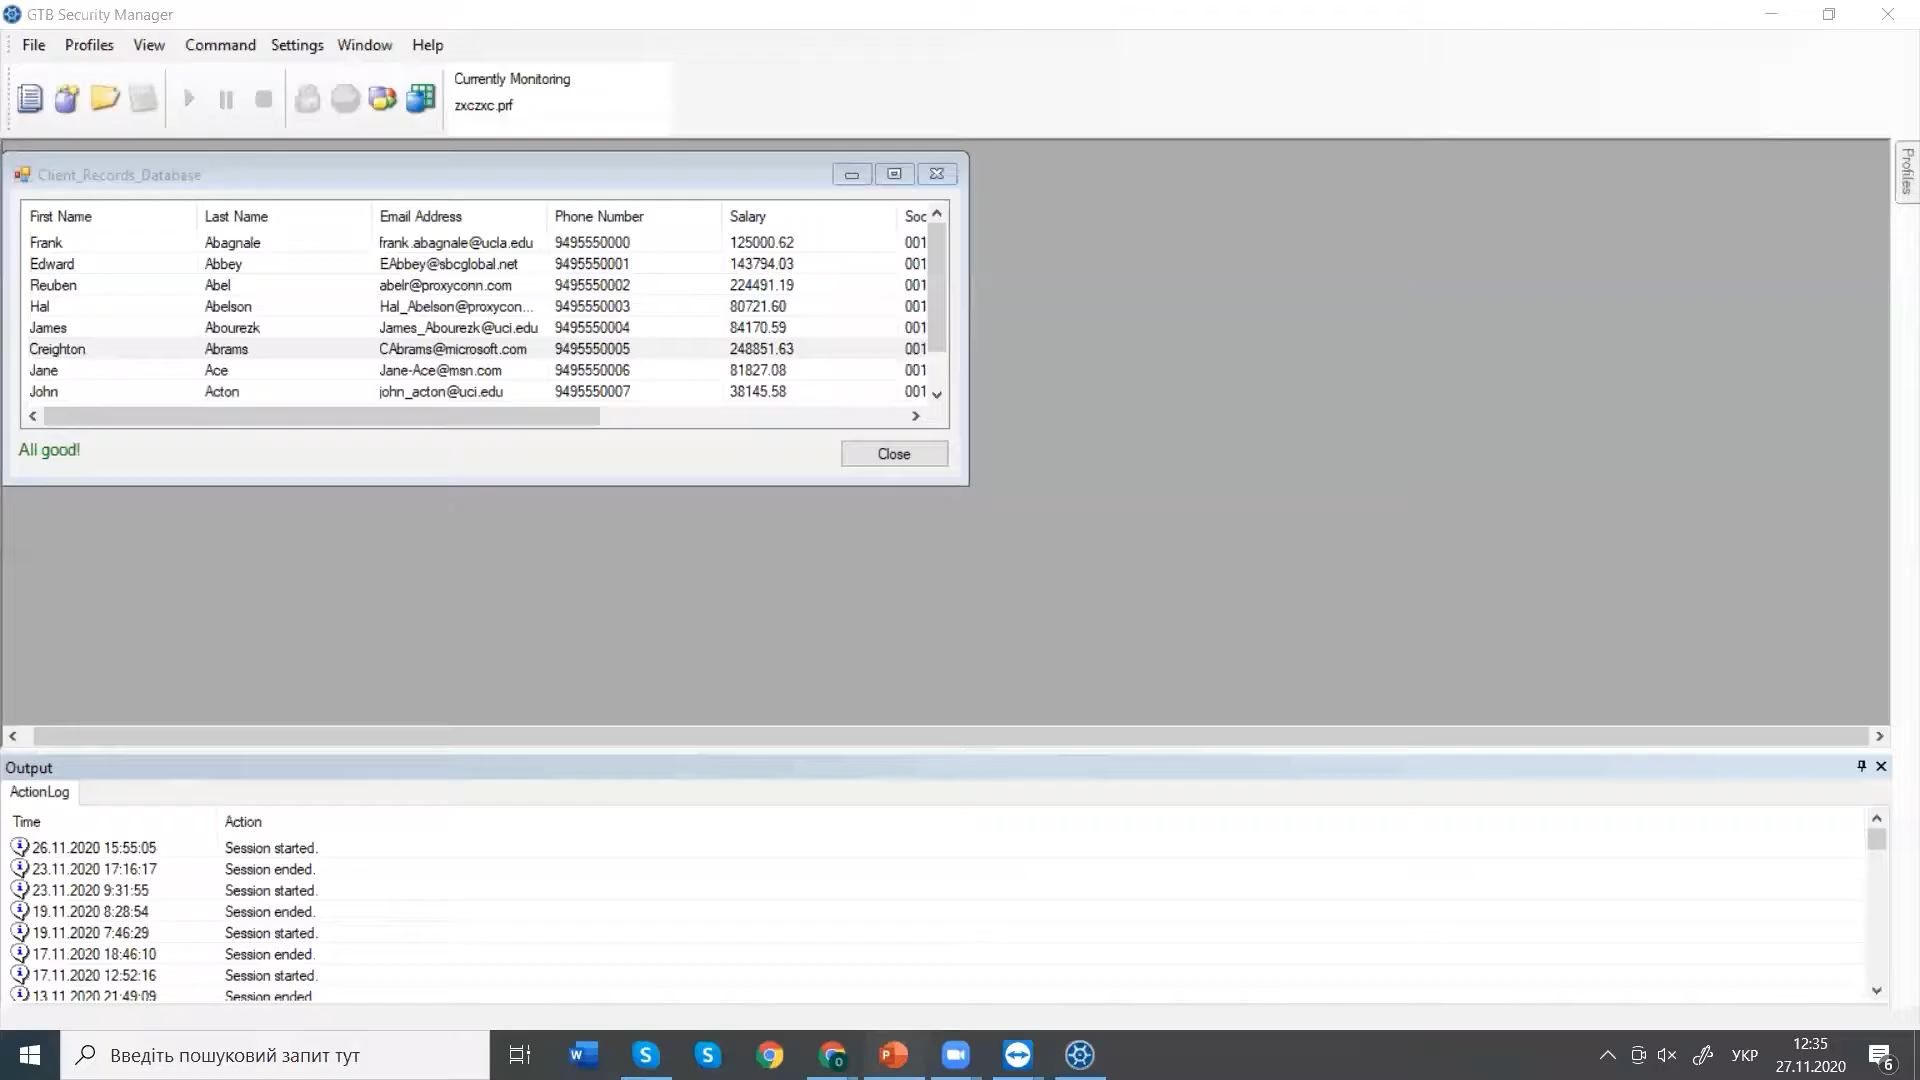 GTB Security Manager
File Profiles View Command Settings Window Help
Currently Monitoring
zxczxc.prf
Profiles
Client_Records_Database
First Name Last Name Email Address Phone Number Salary Soc
Frank Abagnale frank.abagnale@ucla.edu 9495550000 125000.62 001
Edward Abbey EAbbey@sbcglobal.net 9495550001 143794.03 001
Reuben Abel abelr@proxyconn.com 9495550002 224491.19 001
Hal Abelson Hal_Abelson@proxycon... 9495550003 80721.60 001
James Abourezk James_Abourezk@uci.edu 9495550004 84170.59 001
Creighton Abrams CAbrams@microsoft.com 9495550005 248851.63 001
Jane Ace Jane-Ace@msn.com 9495550006 81827.08 001
John Acton john_acton@uci.edu 9495550007 38145.58 001
All good!
Close
Output
ActionLog
Time Action
26.11.2020 15:55:05 Session started.
23.11.2020 17:16:17 Session ended.
23.11.2020 9:31:55 Session started.
19.11.2020 8:28:54 Session ended.
19.11.2020 7:46:29 Session started.
17.11.2020 18:46:10 Session ended.
17.11.2020 12:52:16 Session started.
13.11.2020 21:49:09 Session ended
Введіть пошуковий запит тут
УКР
12:35
27.11.2020
6